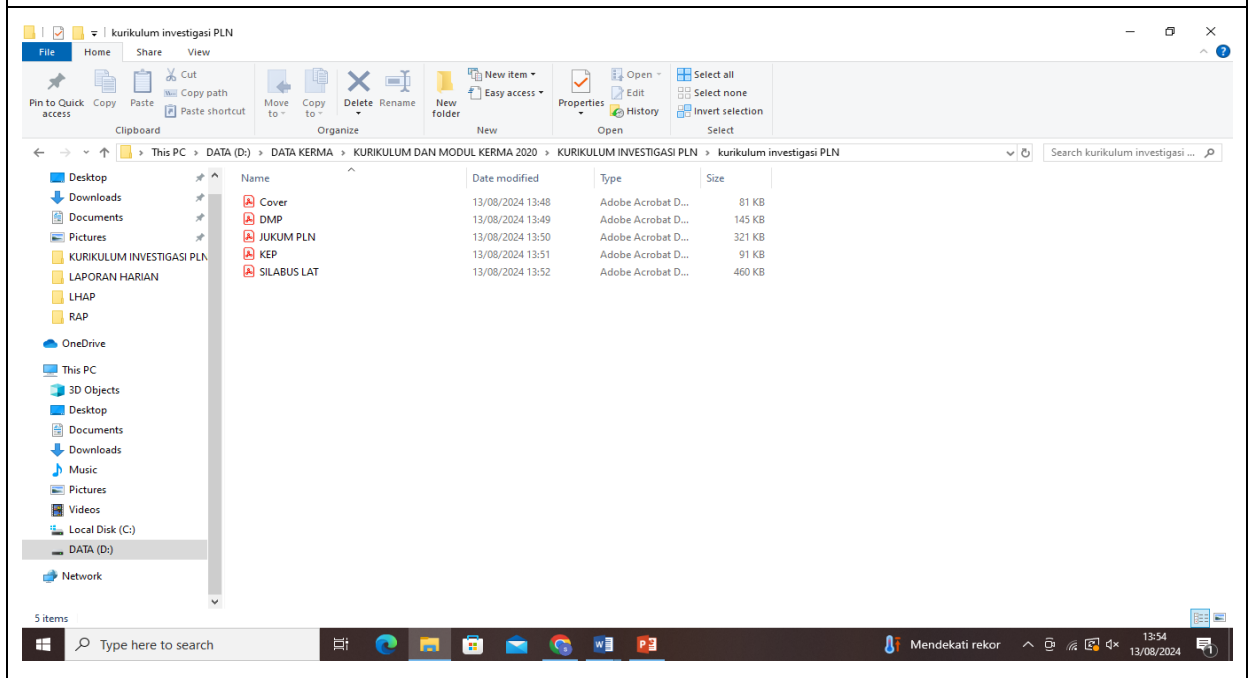 kurikulum investigasi PLN
File Home Share View
Pin to Quick access
Copy
Paste
Cut
Copy path
Paste shortcut
Clipboard
Move to
Copy to
Delete
Rename
Organize
New folder
New item
Easy access
New
Properties
Open
Edit
History
Open
Select all
Select none
Invert selection
Select
This PC > DATA (D:) > DATA KERMA > KURIKULUM DAN MODUL KERMA 2020 > KURIKULUM INVESTIGASI PLN > kurikulum investigasi PLN
Search kurikulum investigasi ...
Desktop
Downloads
Documents
Pictures
KURIKULUM INVESTIGASI PLN
LAPORAN HARIAN
LHAP
RAP
OneDrive
This PC
3D Objects
Desktop
Documents
Downloads
Music
Pictures
Videos
Local Disk (C:)
DATA (D:)
Network
Name Date modified Type Size
Cover 13/08/2024 13:48 Adobe Acrobat D... 81 KB
DMP 13/08/2024 13:49 Adobe Acrobat D... 145 KB
JUKUM PLN 13/08/2024 13:50 Adobe Acrobat D... 321 KB
KEP 13/08/2024 13:51 Adobe Acrobat D... 91 KB
SILABUS LAT 13/08/2024 13:52 Adobe Acrobat D... 460 KB
5 items
Type here to search
Mendekati rekor
13:54
13/08/2024